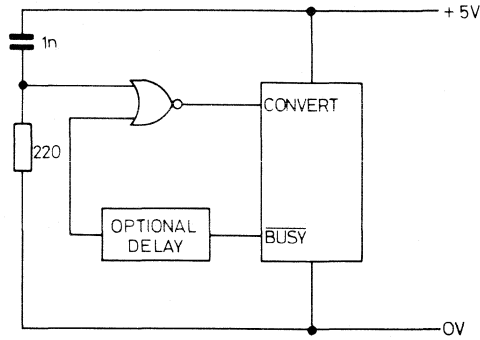 + 5V
1n
CONVERT
220
OPTIONAL
DELAY
BUSY
0V